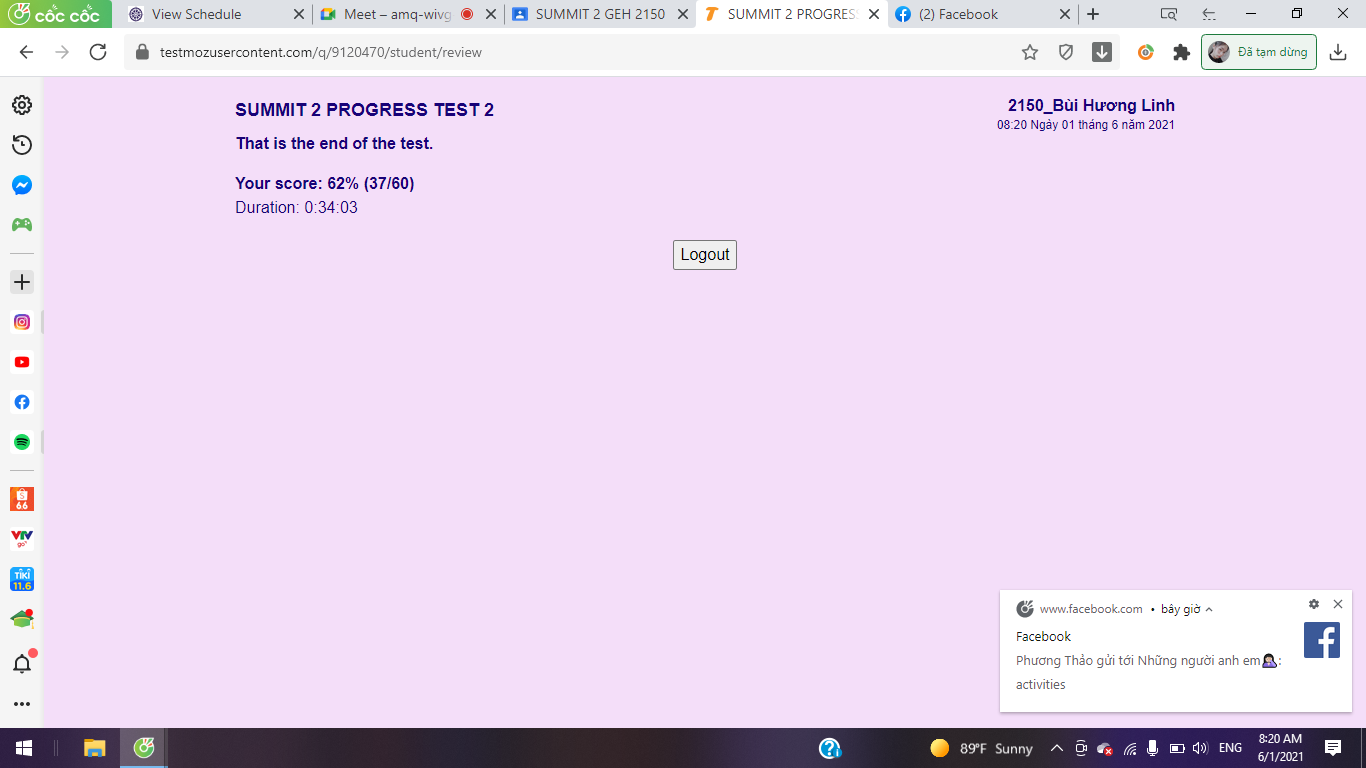 cốc cốc
View Schedule
Meet – amq-wivg
SUMMIT 2 GEH 2150
SUMMIT 2 PROGRESS
(2) Facebook
testmozusercontent.com/q/9120470/student/review
Đã tạm dừng
SUMMIT 2 PROGRESS TEST 2
2150_Bùi Hương Linh
08:20 Ngày 01 tháng 6 năm 2021
That is the end of the test.
Your score: 62% (37/60)
Duration: 0:34:03
Logout
66
VTV
go
TIKI
11.6
www.facebook.com • bây giờ
Facebook
Phương Thảo gửi tới Những người anh em🤦🏻‍♀️:
activities
89°F Sunny
ENG
8:20 AM
6/1/2021